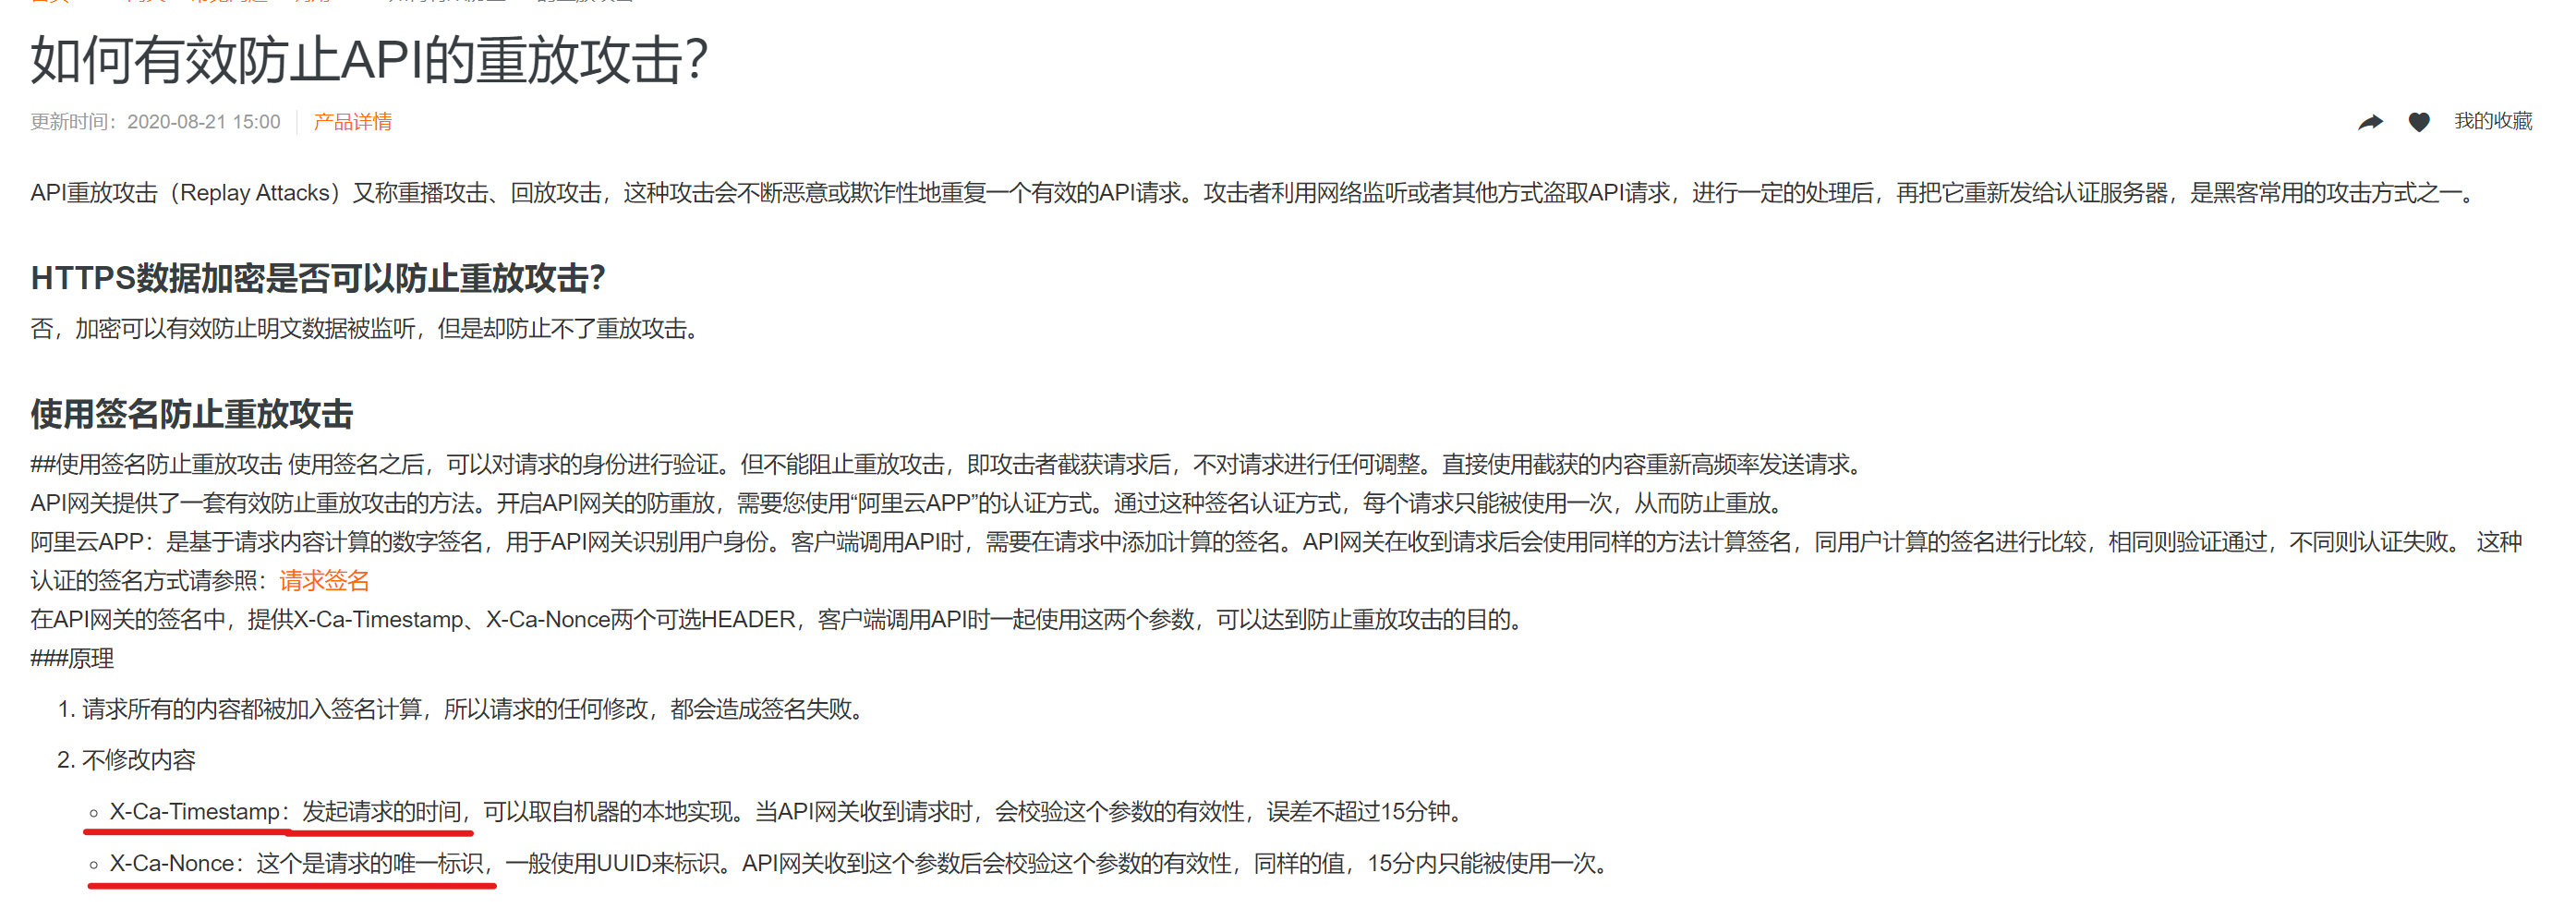 如何有效防止API的重放攻击？
更新时间：2020-08-21 15:00 产品详情 我的收藏
API重放攻击（Replay Attacks）又称重播攻击、回放攻击，这种攻击会不断恶意或欺诈性地重复一个有效的API请求。攻击者利用网络监听或者其他方式盗取API请求，进行一定的处理后，再把它重新发给认证服务器，是黑客常用的攻击方式之一。
HTTPS数据加密是否可以防止重放攻击？
否，加密可以有效防止明文数据被监听，但是却防止不了重放攻击。
使用签名防止重放攻击
##使用签名防止重放攻击 使用签名之后，可以对请求的身份进行验证。但不能阻止重放攻击，即攻击者截获请求后，不对请求进行任何调整。直接使用截获的内容重新高频率发送请求。
API网关提供了一套有效防止重放攻击的方法。开启API网关的防重放，需要您使用“阿里云APP”的认证方式。通过这种签名认证方式，每个请求只能被使用一次，从而防止重放。
阿里云APP：是基于请求内容计算的数字签名，用于API网关识别用户身份。客户端调用API时，需要在请求中添加计算的签名。API网关在收到请求后会使用同样的方法计算签名，同用户计算的签名进行比较，相同则验证通过，不同则认证失败。 这种
认证的签名方式请参照：请求签名
在API网关的签名中，提供X-Ca-Timestamp、X-Ca-Nonce两个可选HEADER，客户端调用API时一起使用这两个参数，可以达到防止重放攻击的目的。
###原理
1. 请求所有的内容都被加入签名计算，所以请求的任何修改，都会造成签名失败。
2. 不修改内容
X-Ca-Timestamp：发起请求的时间，可以取自机器的本地实现。当API网关收到请求时，会校验这个参数的有效性，误差不超过15分钟。
X-Ca-Nonce：这个是请求的唯一标识，一般使用UUID来标识。API网关收到这个参数后会校验这个参数的有效性，同样的值，15分内只能被使用一次。